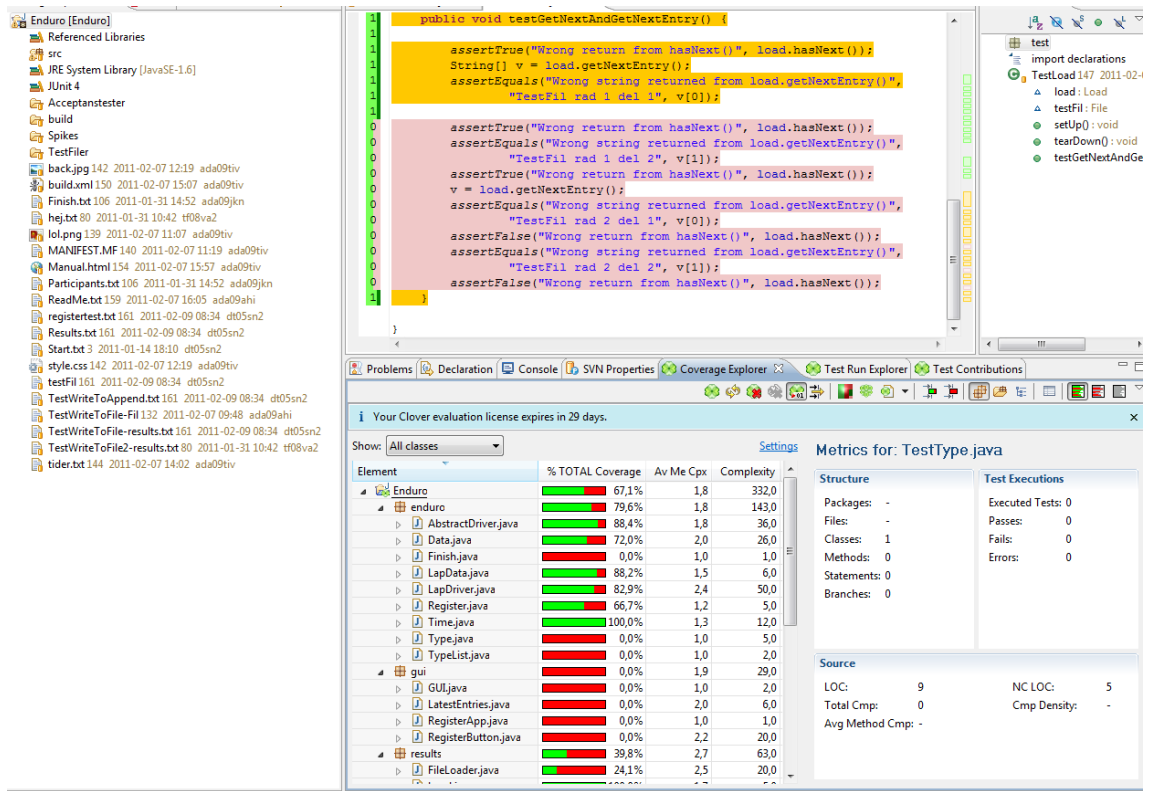 Enduro [Enduro]
Referenced Libraries
src
JRE System Library [JavaSE-1.6]
JUnit 4
Acceptanstester
build
Spikes
TestFiler
back.jpg 142 2011-02-07 12:19 ada09tiv
build.xml 150 2011-02-07 15:07 ada09tiv
Finish.txt 106 2011-01-31 14:52 ada09jkn
hej.txt 80 2011-01-31 10:42 tf08va2
lol.png 139 2011-02-07 11:07 ada09tiv
MANIFEST.MF 140 2011-02-07 11:19 ada09tiv
Manual.html 154 2011-02-07 15:57 ada09tiv
Participants.txt 106 2011-01-31 14:52 ada09jkn
ReadMe.txt 159 2011-02-07 16:05 ada09ahi
registertest.txt 161 2011-02-09 08:34 dt05sn2
Results.txt 161 2011-02-09 08:34 dt05sn2
Start.txt 3 2011-01-14 18:10 dt05sn2
style.css 142 2011-02-07 12:19 ada09tiv
testFil 161 2011-02-09 08:34 dt05sn2
TestWriteToAppend.txt 161 2011-02-09 08:34 dt05sn2
TestWriteToFile-Fil 132 2011-02-07 09:48 ada09ahi
TestWriteToFile-results.txt 161 2011-02-09 08:34 dt05sn2
TestWriteToFile2-results.txt 80 2011-01-31 10:42 tf08va2
tider.txt 144 2011-02-07 14:02 ada09tiv
1 public void testGetNextAndGetNextEntry() {
1
1 assertTrue("Wrong return from hasNext()", load.hasNext());
1 String[] v = load.getNextEntry();
1 assertEquals("Wrong string returned from load.getNextEntry()",
1 "TestFil rad 1 del 1", v[0]);
1
0 assertTrue("Wrong return from hasNext()", load.hasNext());
0 assertEquals("Wrong string returned from load.getNextEntry()",
0 "TestFil rad 1 del 2", v[1]);
0 assertTrue("Wrong return from hasNext()", load.hasNext());
0 v = load.getNextEntry();
0 assertEquals("Wrong string returned from load.getNextEntry()",
0 "TestFil rad 2 del 1", v[0]);
0 assertFalse("Wrong return from hasNext()", load.hasNext());
0 assertEquals("Wrong string returned from load.getNextEntry()",
0 "TestFil rad 2 del 2", v[1]);
0 assertFalse("Wrong return from hasNext()", load.hasNext());
1 }
}
test
import declarations
TestLoad 147 2011-02-
load : Load
testFil : File
setUp() : void
tearDown() : void
testGetNextAndGe
Problems Declaration Console SVN Properties Coverage Explorer Test Run Explorer Test Contributions
Your Clover evaluation license expires in 29 days.
Show: All classes Settings
Element % TOTAL Coverage Av Me Cpx Complexity
Enduro 67,1% 1,8 332,0
enduro 79,6% 1,8 143,0
AbstractDriver.java 88,4% 1,8 36,0
Data.java 72,0% 2,0 26,0
Finish.java 0,0% 1,0 1,0
LapData.java 88,2% 1,5 6,0
LapDriver.java 82,9% 2,4 50,0
Register.java 66,7% 1,2 5,0
Time.java 100,0% 1,3 12,0
Type.java 0,0% 1,0 5,0
TypeList.java 0,0% 1,0 2,0
gui 0,0% 1,9 29,0
GUI.java 0,0% 1,0 2,0
LatestEntries.java 0,0% 2,0 6,0
RegisterApp.java 0,0% 1,0 1,0
RegisterButton.java 0,0% 2,2 20,0
results 39,8% 2,7 63,0
FileLoader.java 24,1% 2,5 20,0
Metrics for: TestType.java
Structure
Packages: -
Files: -
Classes: 1
Methods: 0
Statements: 0
Branches: 0
Test Executions
Executed Tests: 0
Passes: 0
Fails: 0
Errors: 0
Source
LOC: 9 NC LOC: 5
Total Cmp: 0 Cmp Density: -
Avg Method Cmp: -